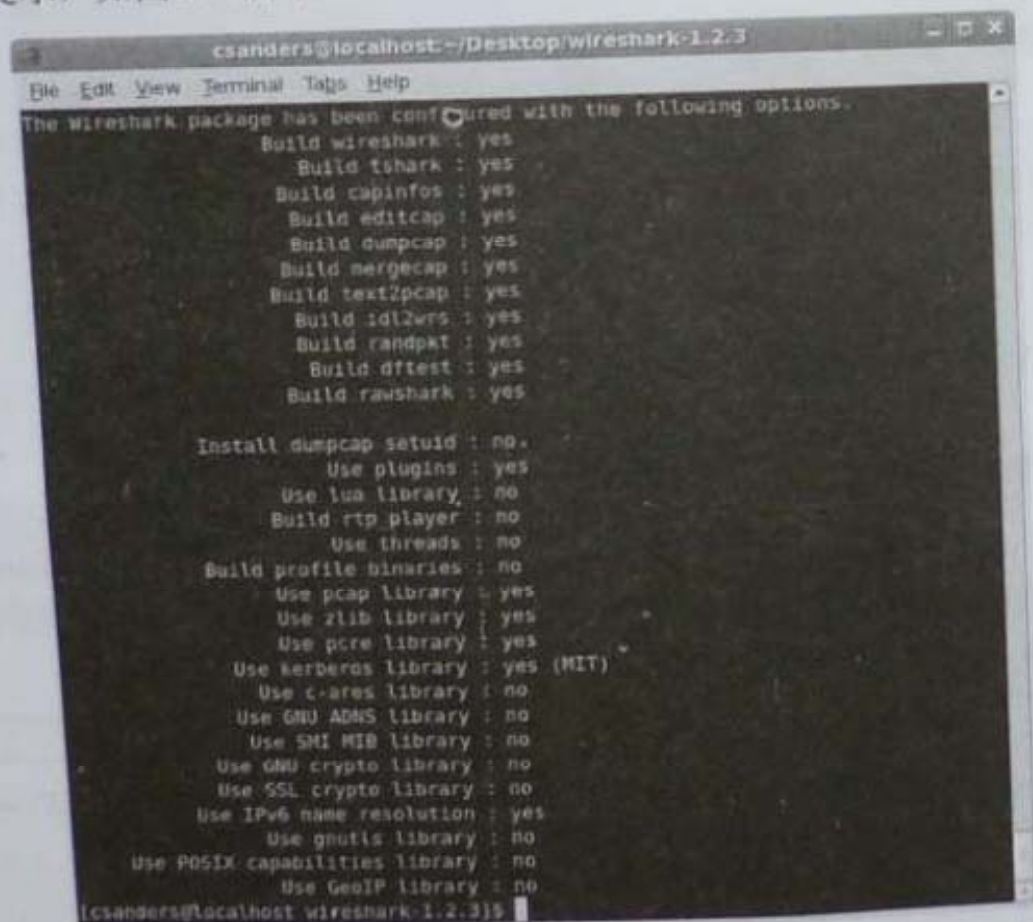 csanders@localhost:~/Desktop/wireshark-1.2.3
File Edit View Terminal Tabs Help
The Wireshark package has been configured with the following options.
Build wireshark : yes
Build tshark : yes
Build capinfos : yes
Build editcap : yes
Build dumpcap : yes
Build mergecap : yes
Build text2pcap : yes
Build idl2wrs : yes
Build randpkt : yes
Build dftest : yes
Build rawshark : yes
Install dumpcap setuid : no
Use plugins : yes
Use lua library : no
Build rtp player : no
Use threads : no
Build profile binaries : no
Use pcap library : yes
Use zlib library : yes
Use pcre library : yes
Use kerberos library : yes (MIT)
Use c-ares library : no
Use GNU ADNS library : no
Use SMI MIB library : no
Use GNU crypto library : no
Use SSL crypto library : no
Use IPv6 name resolution : yes
Use gnutls library : no
Use POSIX capabilities library : no
Use GeoIP library : no
[csanders@localhost wireshark-1.2.3]$